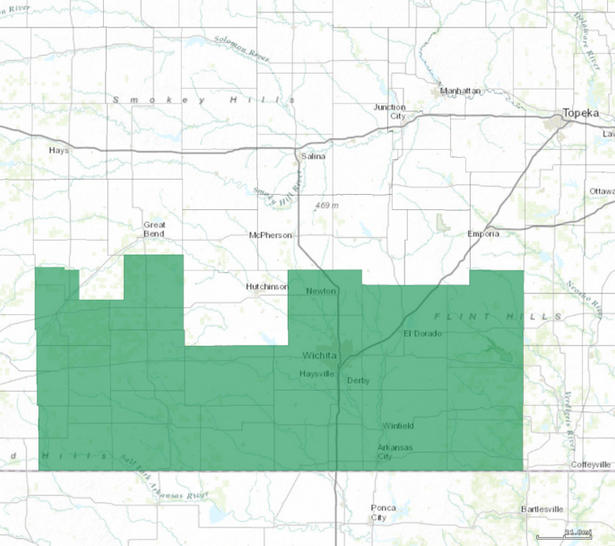 Solomon River
Delaware River
Smokey Hills
Manhattan
Junction
City
Topeka
Hays
Salina
Smoky Hill River
Ottawa
469 m
Great
Bend
McPherson
Emporia
Hutchinson
Newton
Neosho River
FLINT HILLS
El Dorado
Wichita
Haysville
Derby
Verdigris River
Winfield
Arkansas
City
d Hills
Salt Fork Arkansas River
Coffeyville
Ponca
City
Bartlesville